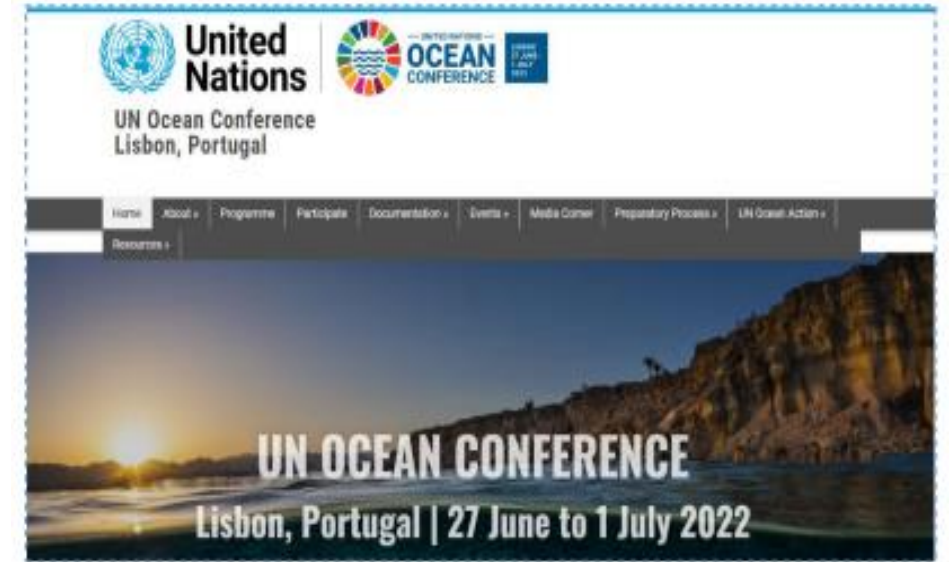 United
Nations
UNITED NATIONS
OCEAN
CONFERENCE
UN Ocean Conference
Lisbon, Portugal
Home About » Programme Participate Documentation » Events » Media Corner Preparatory Process » UN Ocean Action »
Resources »
UN OCEAN CONFERENCE
Lisbon, Portugal | 27 June to 1 July 2022